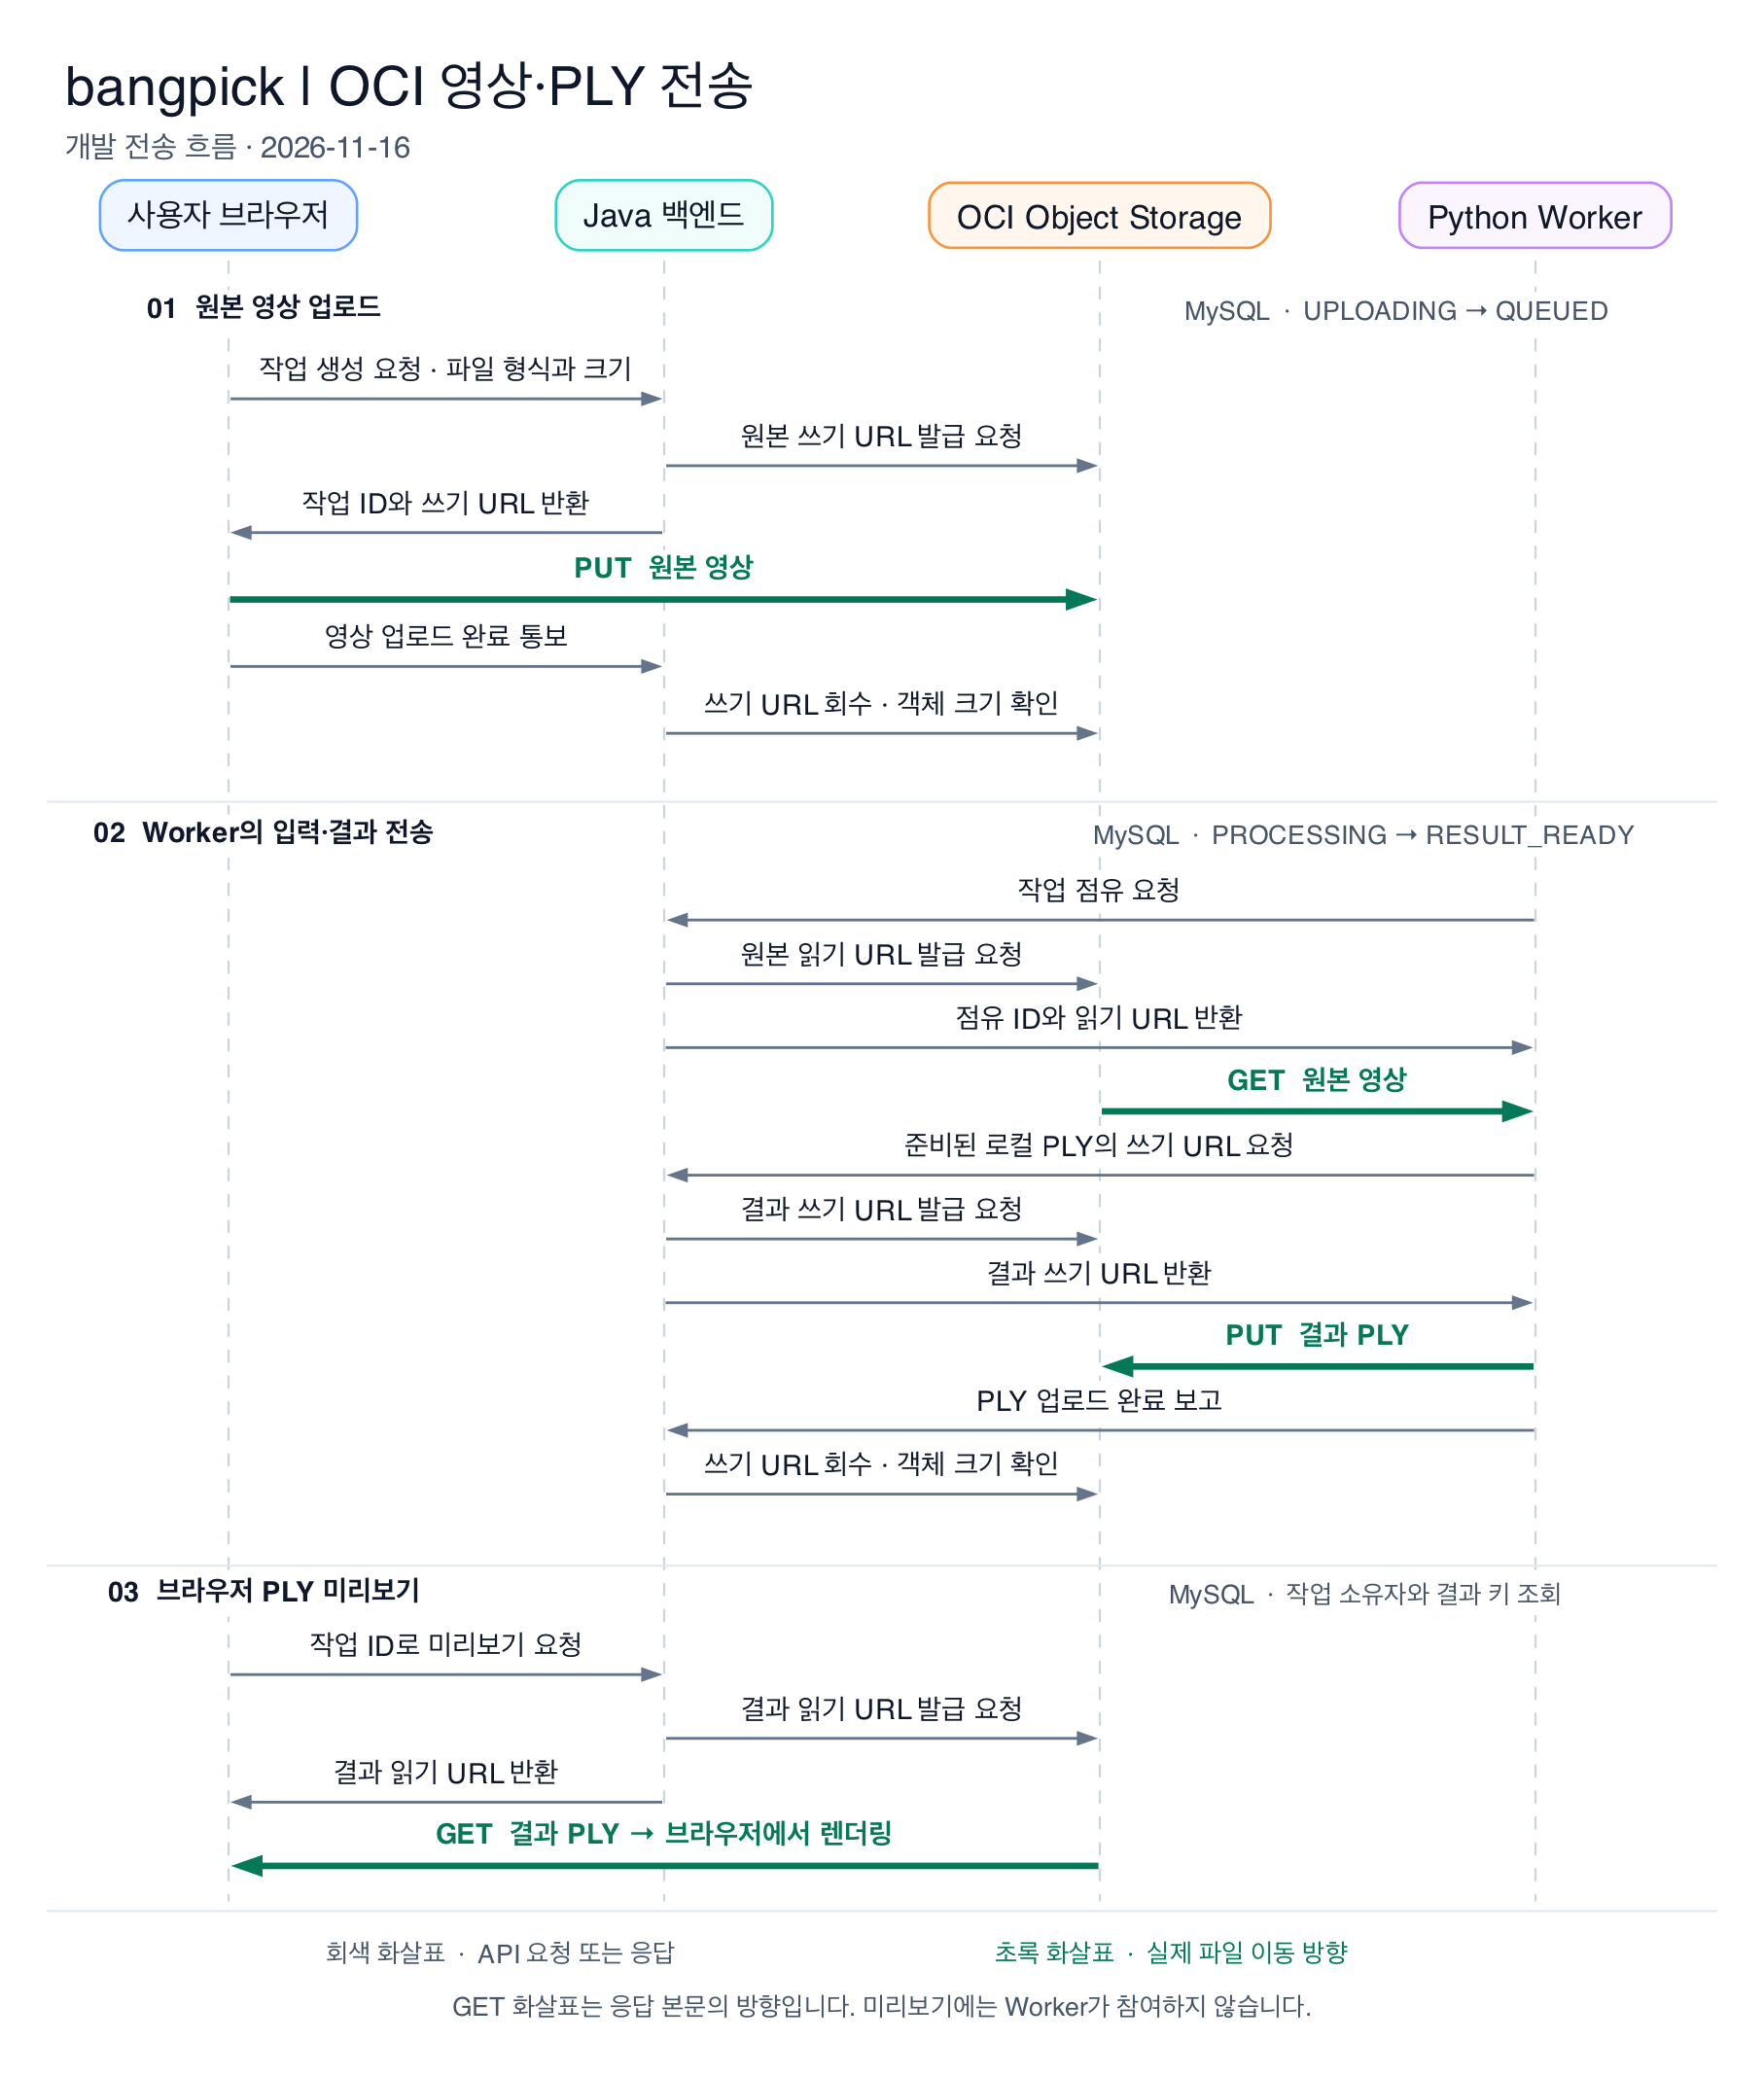 bangpick | OCI 영상·PLY 전송
개발 전송 흐름 · 2026-11-16
사용자 브라우저
Java 백엔드
OCI Object Storage
Python Worker
01 원본 영상 업로드
MySQL · UPLOADING → QUEUED
작업 생성 요청 · 파일 형식과 크기
원본 쓰기 URL 발급 요청
작업 ID와 쓰기 URL 반환
PUT 원본 영상
영상 업로드 완료 통보
쓰기 URL 회수 · 객체 크기 확인
02 Worker의 입력·결과 전송
MySQL · PROCESSING → RESULT_READY
작업 점유 요청
원본 읽기 URL 발급 요청
점유 ID와 읽기 URL 반환
GET 원본 영상
준비된 로컬 PLY의 쓰기 URL 요청
결과 쓰기 URL 발급 요청
결과 쓰기 URL 반환
PUT 결과 PLY
PLY 업로드 완료 보고
쓰기 URL 회수 · 객체 크기 확인
03 브라우저 PLY 미리보기
MySQL · 작업 소유자와 결과 키 조회
작업 ID로 미리보기 요청
결과 읽기 URL 발급 요청
결과 읽기 URL 반환
GET 결과 PLY → 브라우저에서 렌더링
회색 화살표 · API 요청 또는 응답
초록 화살표 · 실제 파일 이동 방향
GET 화살표는 응답 본문의 방향입니다. 미리보기에는 Worker가 참여하지 않습니다.